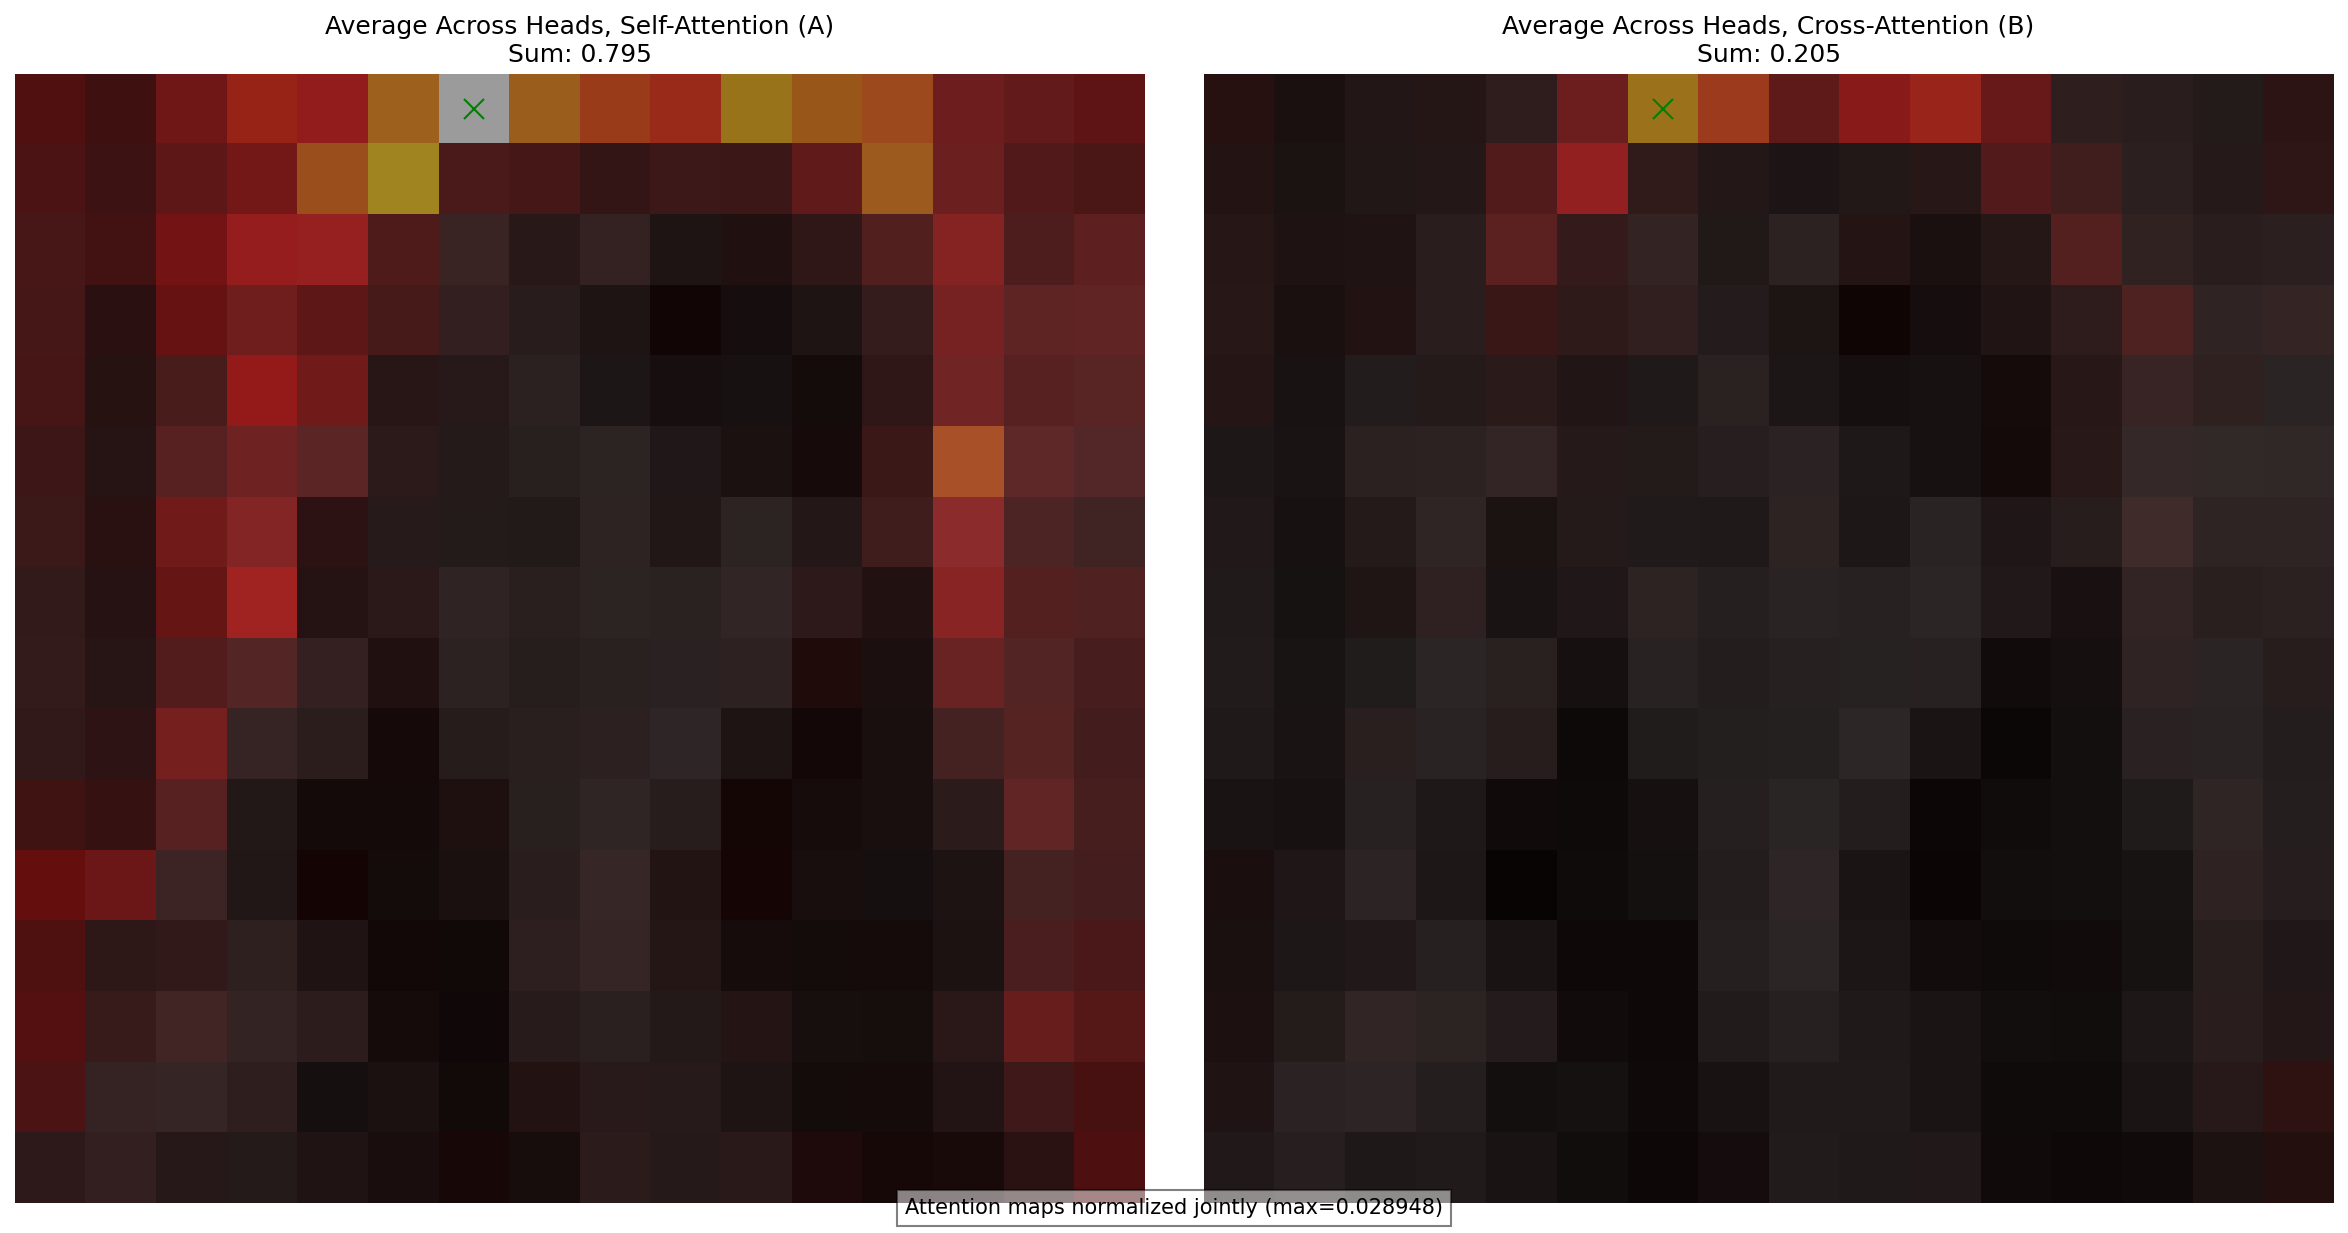 Average Across Heads, Self-Attention (A)
Sum: 0.795
Average Across Heads, Cross-Attention (B)
Sum: 0.205
Attention maps normalized jointly (max=0.028948)